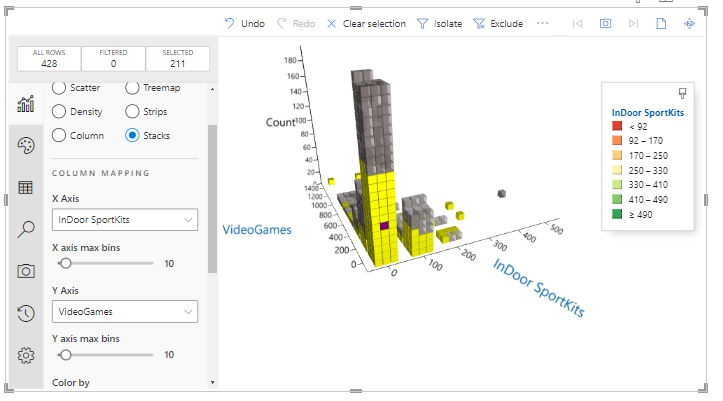 Undo Redo Clear selection Isolate Exclude ...
ALL ROWS FILTERED SELECTED
428 0 211
Scatter Treemap
Density Strips
Column Stacks
COLUMN MAPPING
X Axis
InDoor SportKits
X axis max bins
10
Y Axis
VideoGames
Y axis max bins
10
Color by
180
160
140
120
Count
100
80
60
40
20
0
1400
1200
1000
800
600
400
200
0
VideoGames
0
100
200
300
400
500
InDoor SportKits
InDoor SportKits
< 92
92 – 170
170 – 250
250 – 330
330 – 410
410 – 490
≥ 490